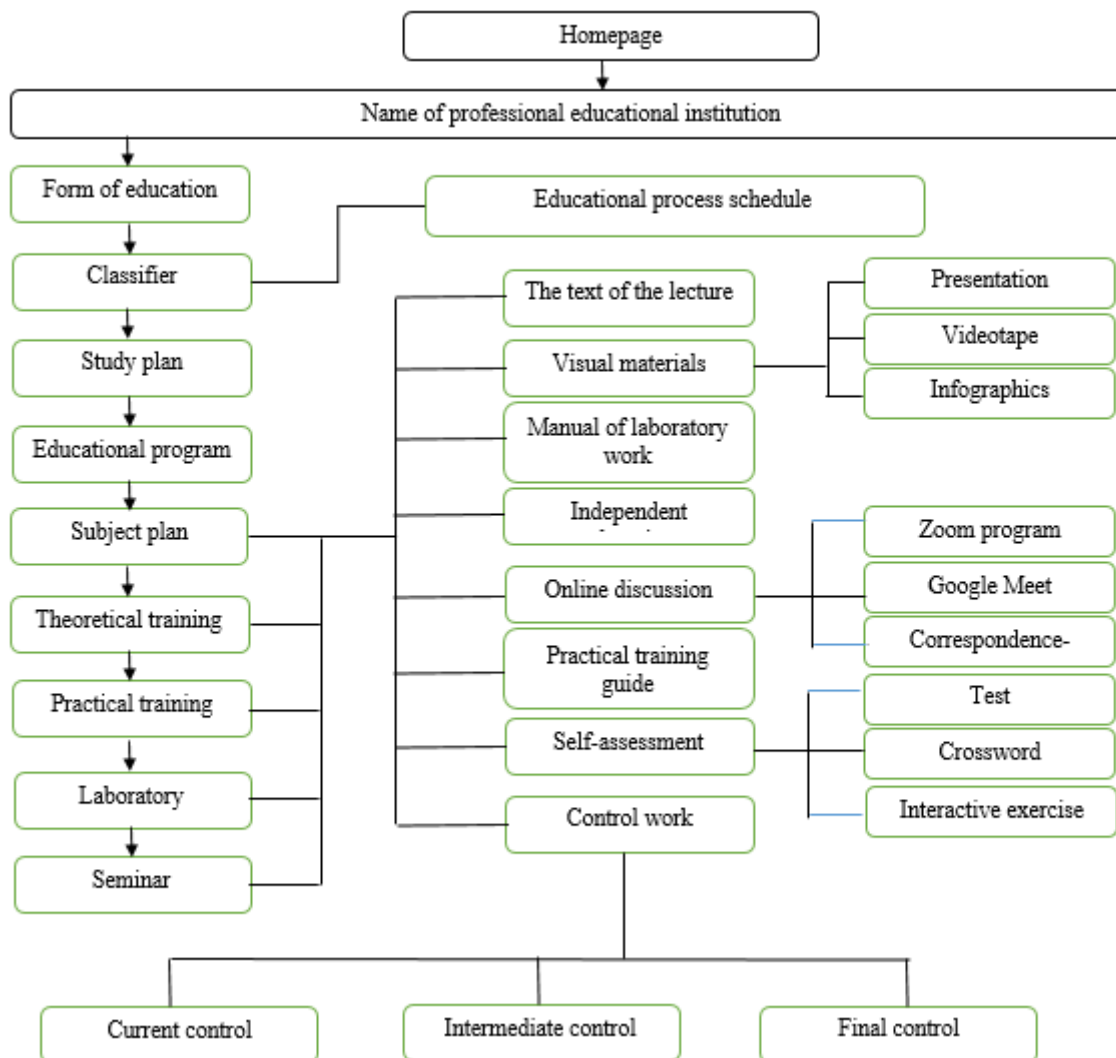 Homepage
Name of professional educational institution
Form of education
Educational process schedule
Classifier
The text of the lecture
Presentation
Study plan
Visual materials
Videotape
Infographics
Educational program
Manual of laboratory
work
Subject plan
Independent
Zoom program
Theoretical training
Online discussion
Google Meet
Correspondence-
Practical training
Practical training
guide
Test
Self-assessment
Crossword
Laboratory
Control work
Interactive exercise
Seminar
Current control
Intermediate control
Final control